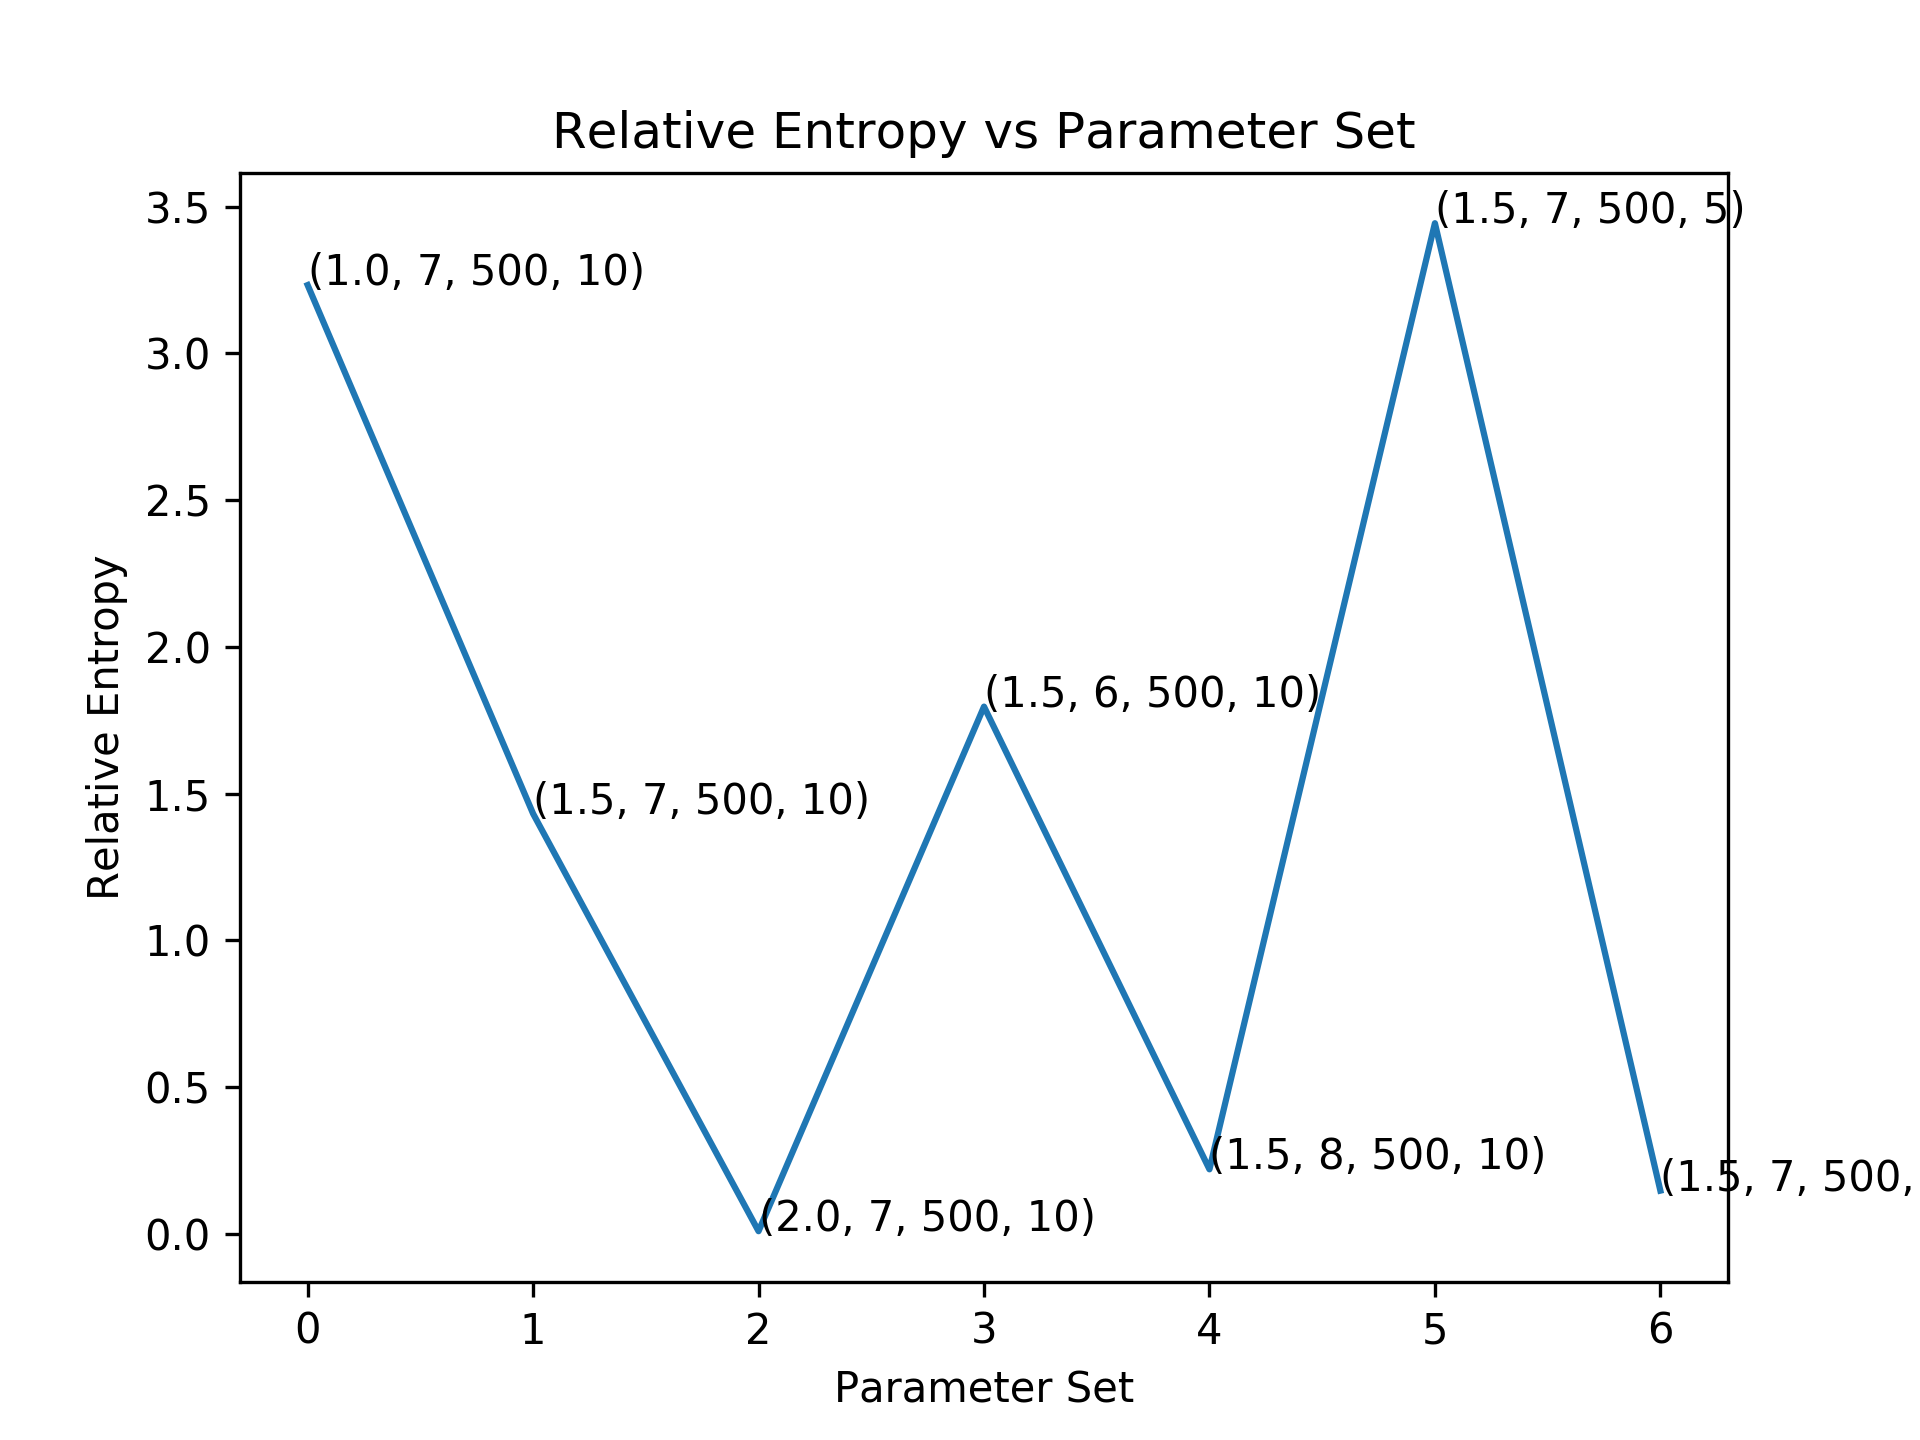 Relative Entropy vs Parameter Set
3.5
3.0
2.5
2.0
1.5
1.0
0.5
0.0
Relative Entropy
(1.0, 7, 500, 10)
(1.5, 7, 500, 10)
(2.0, 7, 500, 10)
(1.5, 6, 500, 10)
(1.5, 8, 500, 10)
(1.5, 7, 500, 5)
(1.5, 7, 500,
0 1 2 3 4 5 6
Parameter Set